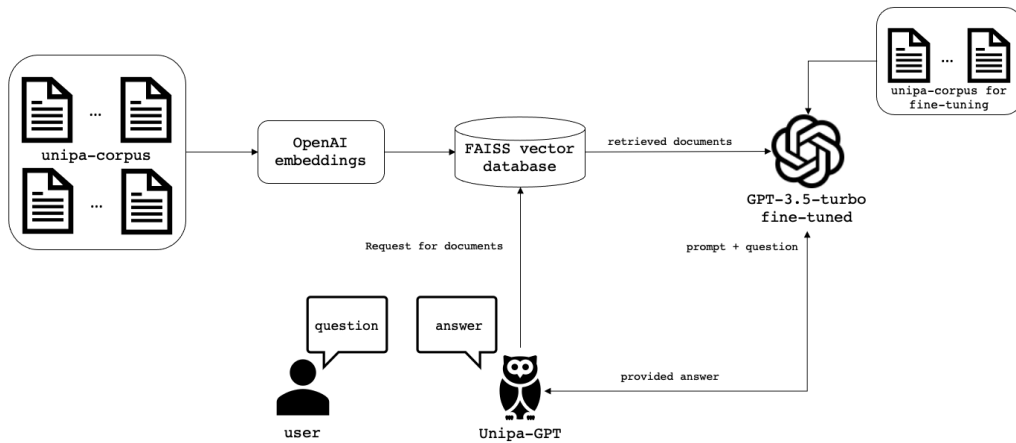 ...
unipa-corpus
...
OpenAI
embeddings
FAISS vector
database
retrieved documents
...
unipa-corpus for
fine-tuning
GPT-3.5-turbo
fine-tuned
Request for documents
prompt + question
question
answer
provided answer
user
Unipa-GPT